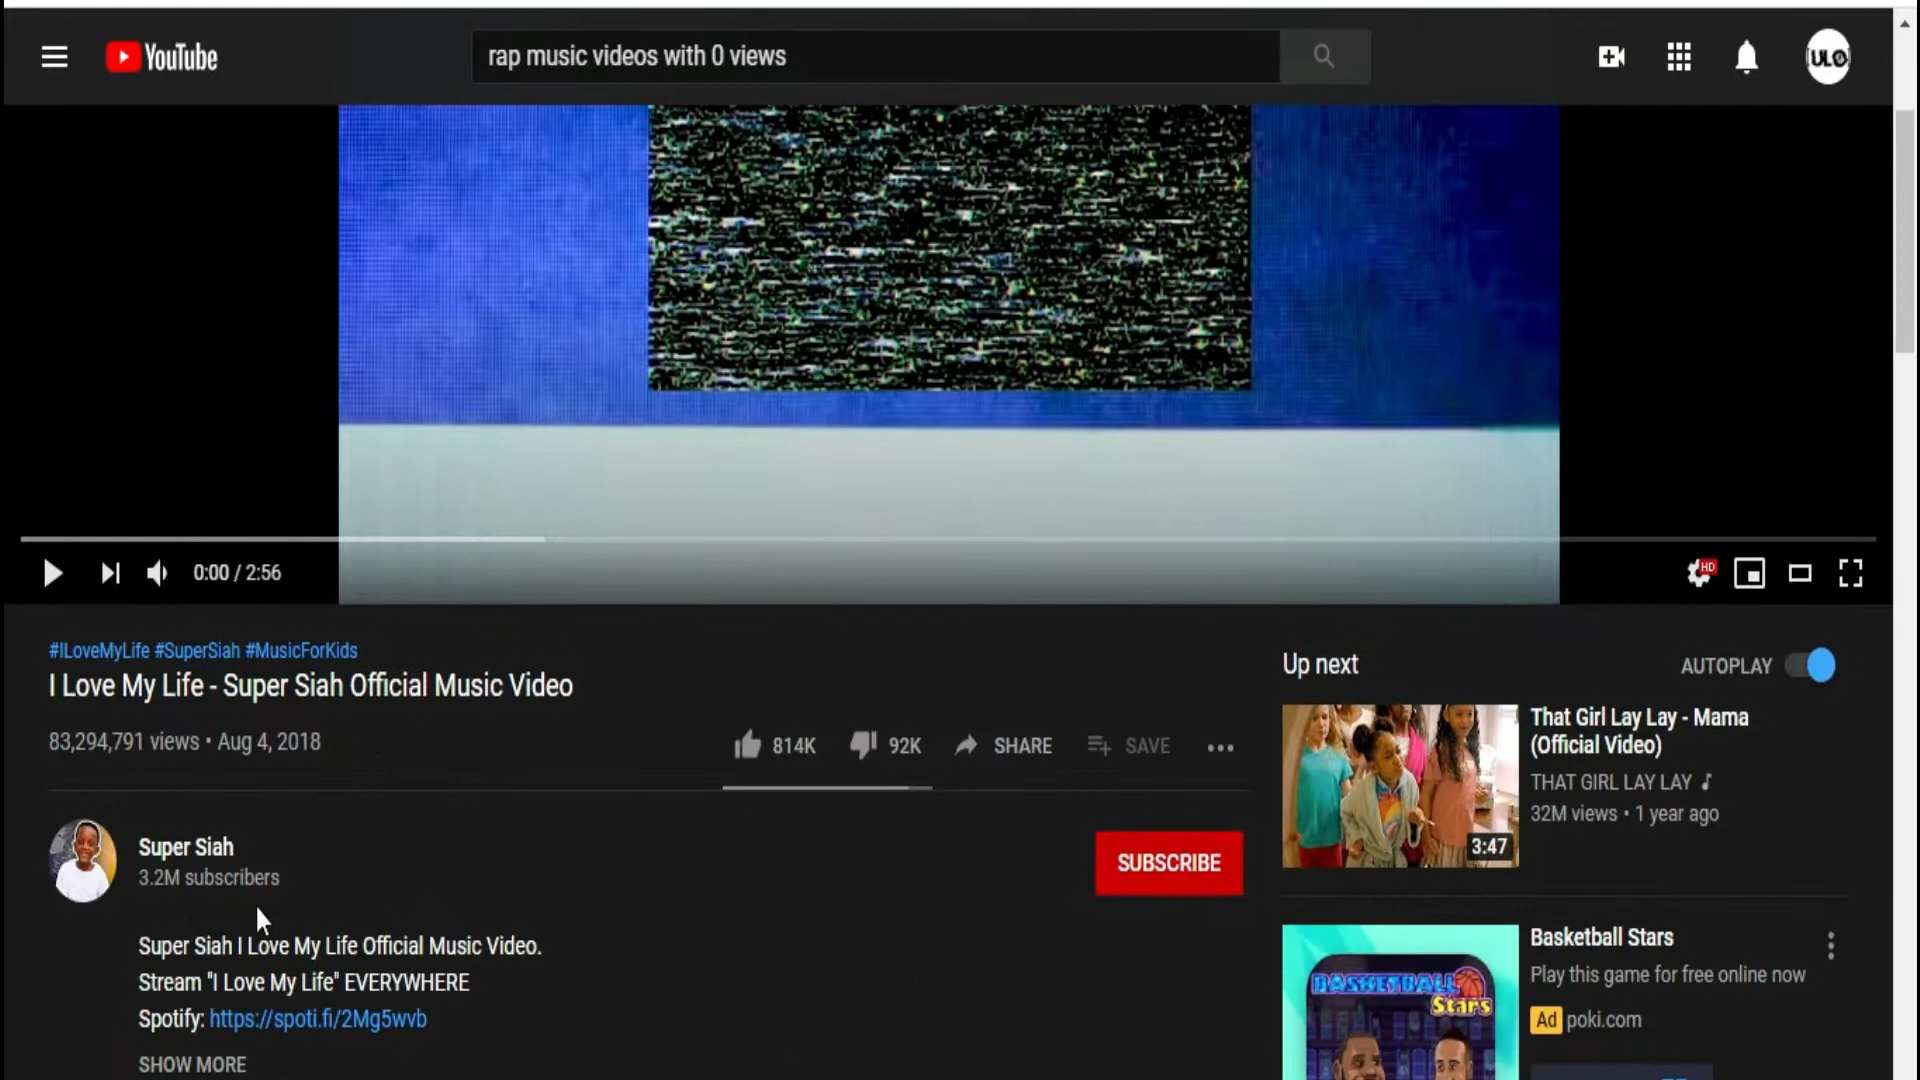 YouTube
rap music videos with 0 views
ULO
0:00 / 2:56
HD
#ILoveMyLife #SuperSiah #MusicForKids
I Love My Life - Super Siah Official Music Video
83,294,791 views • Aug 4, 2018
814K
92K
SHARE
SAVE
Super Siah
3.2M subscribers
SUBSCRIBE
Super Siah I Love My Life Official Music Video.
Stream "I Love My Life" EVERYWHERE
Spotify: https://spoti.fi/2Mg5wvb
SHOW MORE
Up next
AUTOPLAY
3:47
That Girl Lay Lay - Mama
(Official Video)
THAT GIRL LAY LAY
32M views • 1 year ago
BASKETBALL
Stars
Basketball Stars
Play this game for free online now
Ad poki.com